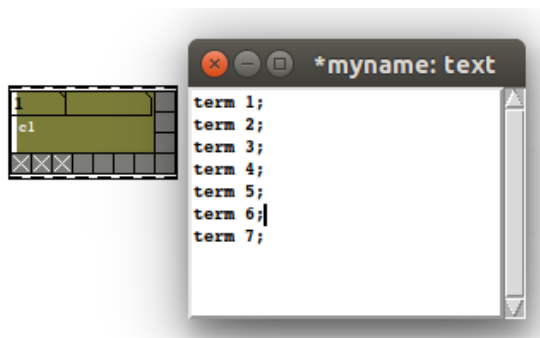 *myname: text
1
c1
term 1;
term 2;
term 3;
term 4;
term 5;
term 6;
term 7;